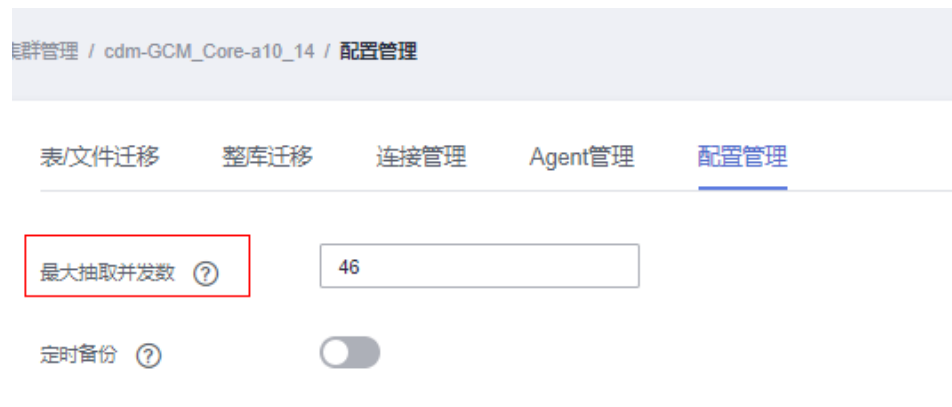 群管理 / cdm-GCM_Core-a10_14 / 配置管理
表/文件迁移 整库迁移 连接管理 Agent管理 配置管理
最大抽取并发数 ? 46
定时备份 ?